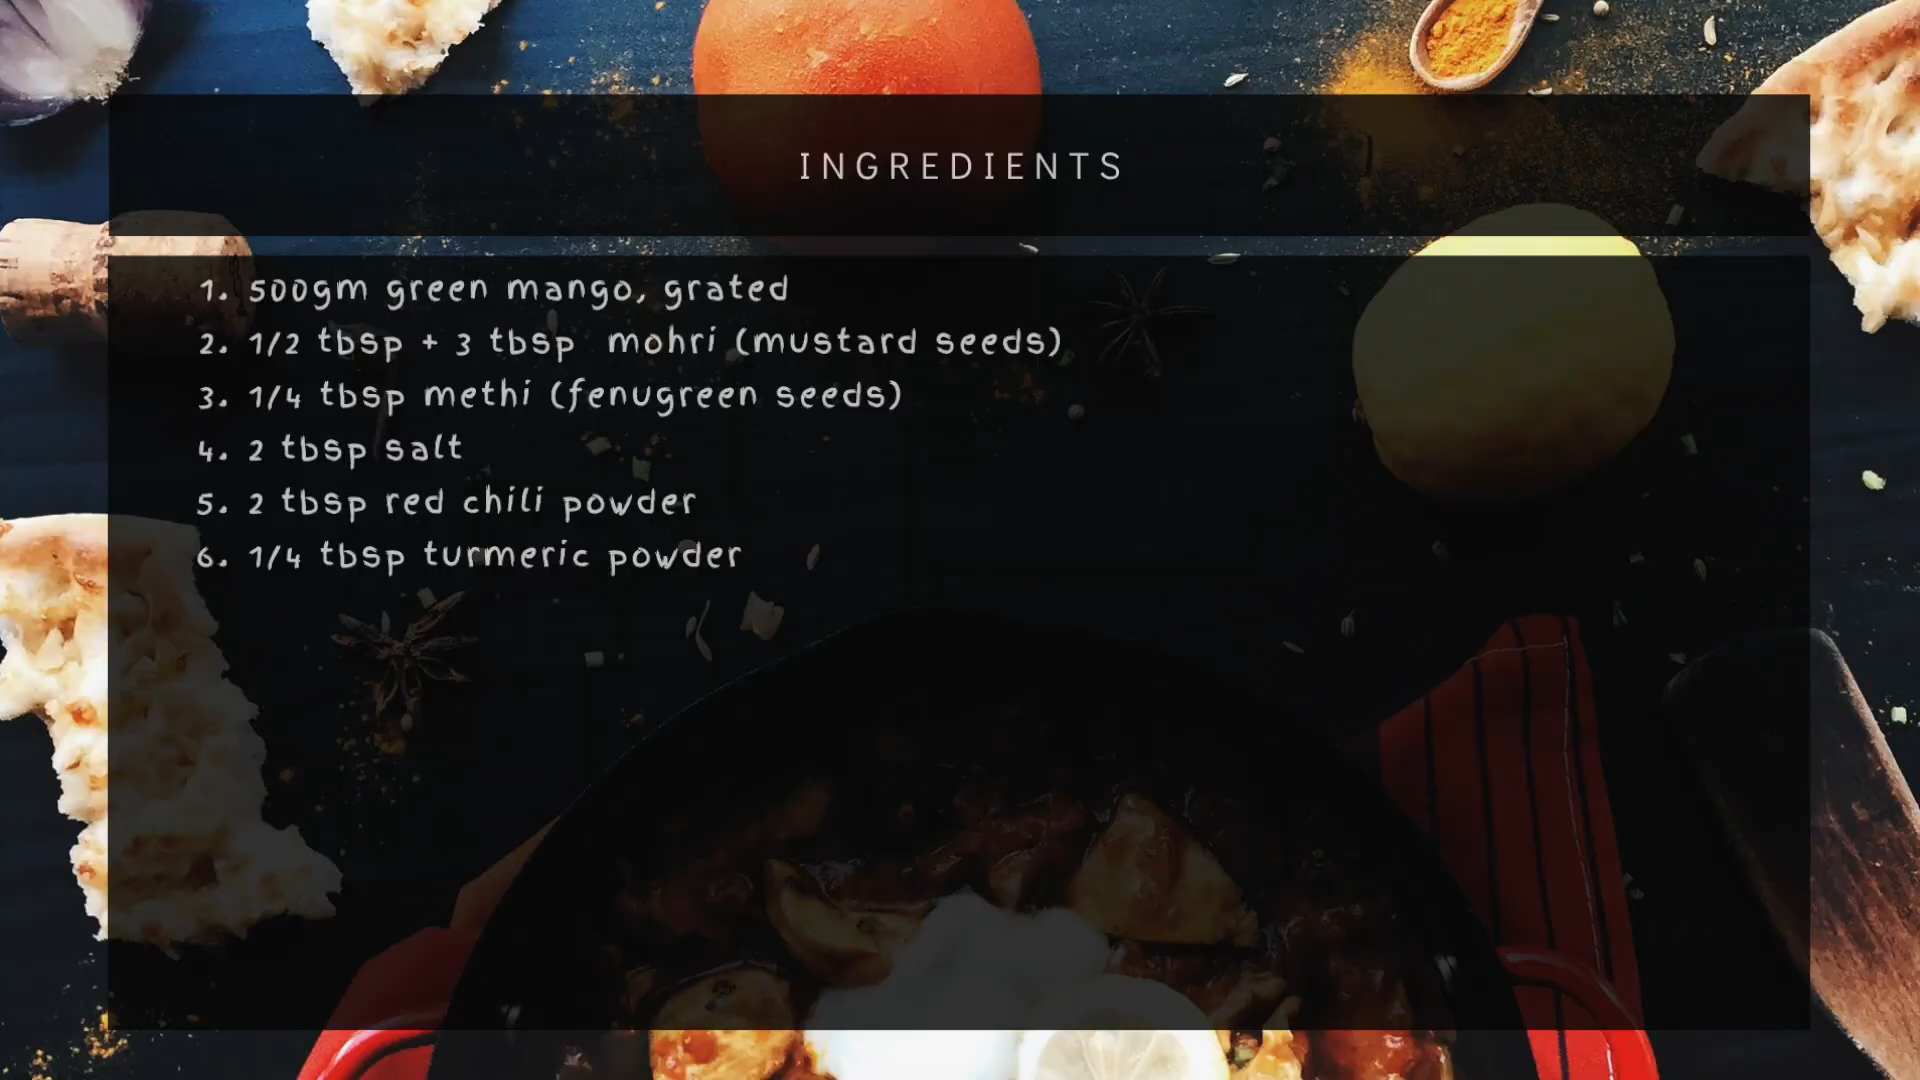 INGREDIENTS
1. 500gm green mango, grated
2. 1/2 tbsp + 3 tbsp mohri (mustard seeds)
3. 1/4 tbsp methi (fenugreen seeds)
4. 2 tbsp salt
5. 2 tbsp red chili powder
6. 1/4 tbsp turmeric powder